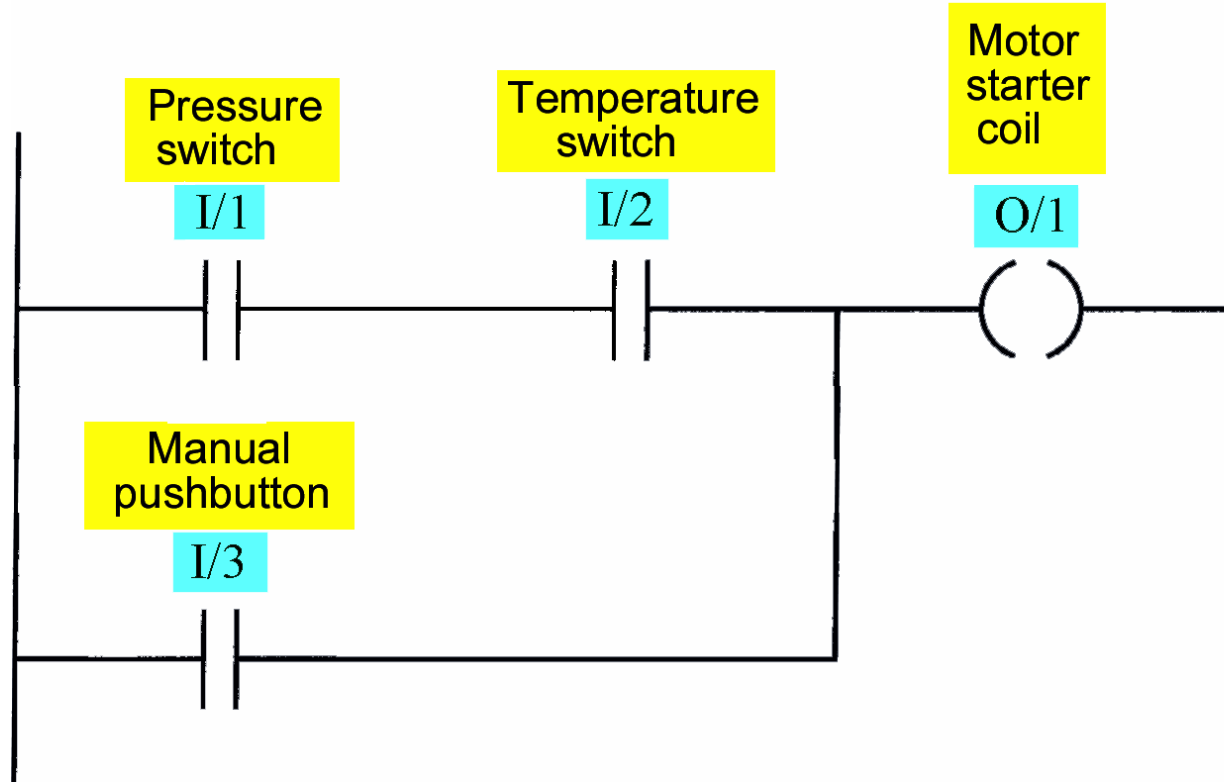 Pressure
switch
I/1
Temperature
switch
I/2
Motor
starter
coil
O/1
Manual
pushbutton
I/3